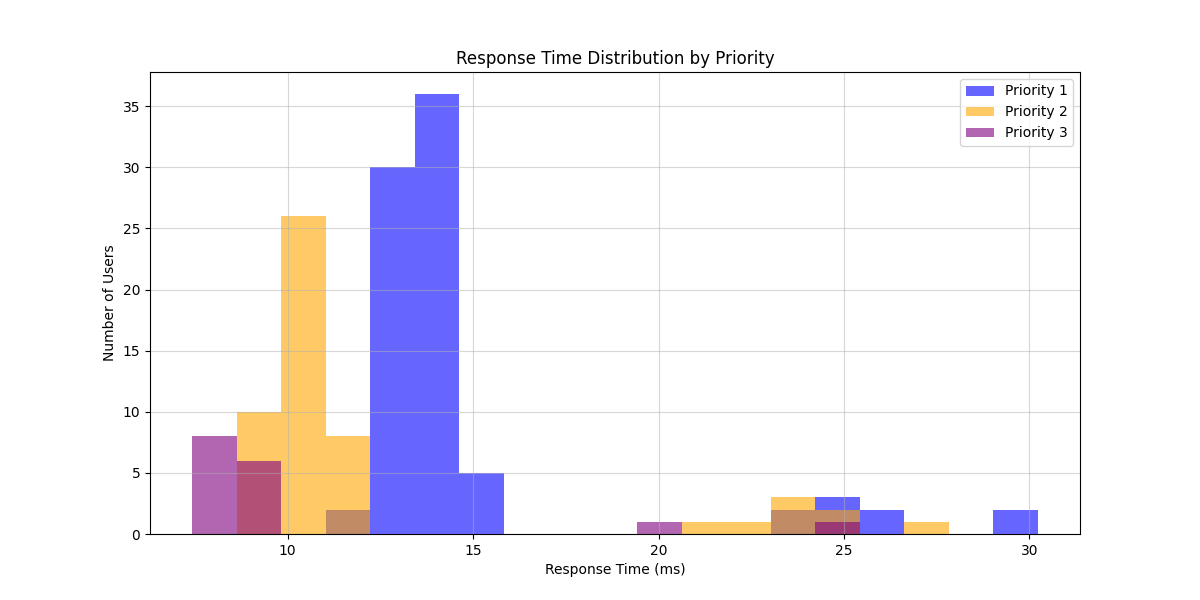 Response Time Distribution by Priority
Priority 1
Priority 2
Priority 3
Number of Users
35
30
25
20
15
10
5
0
10
15
20
25
30
Response Time (ms)